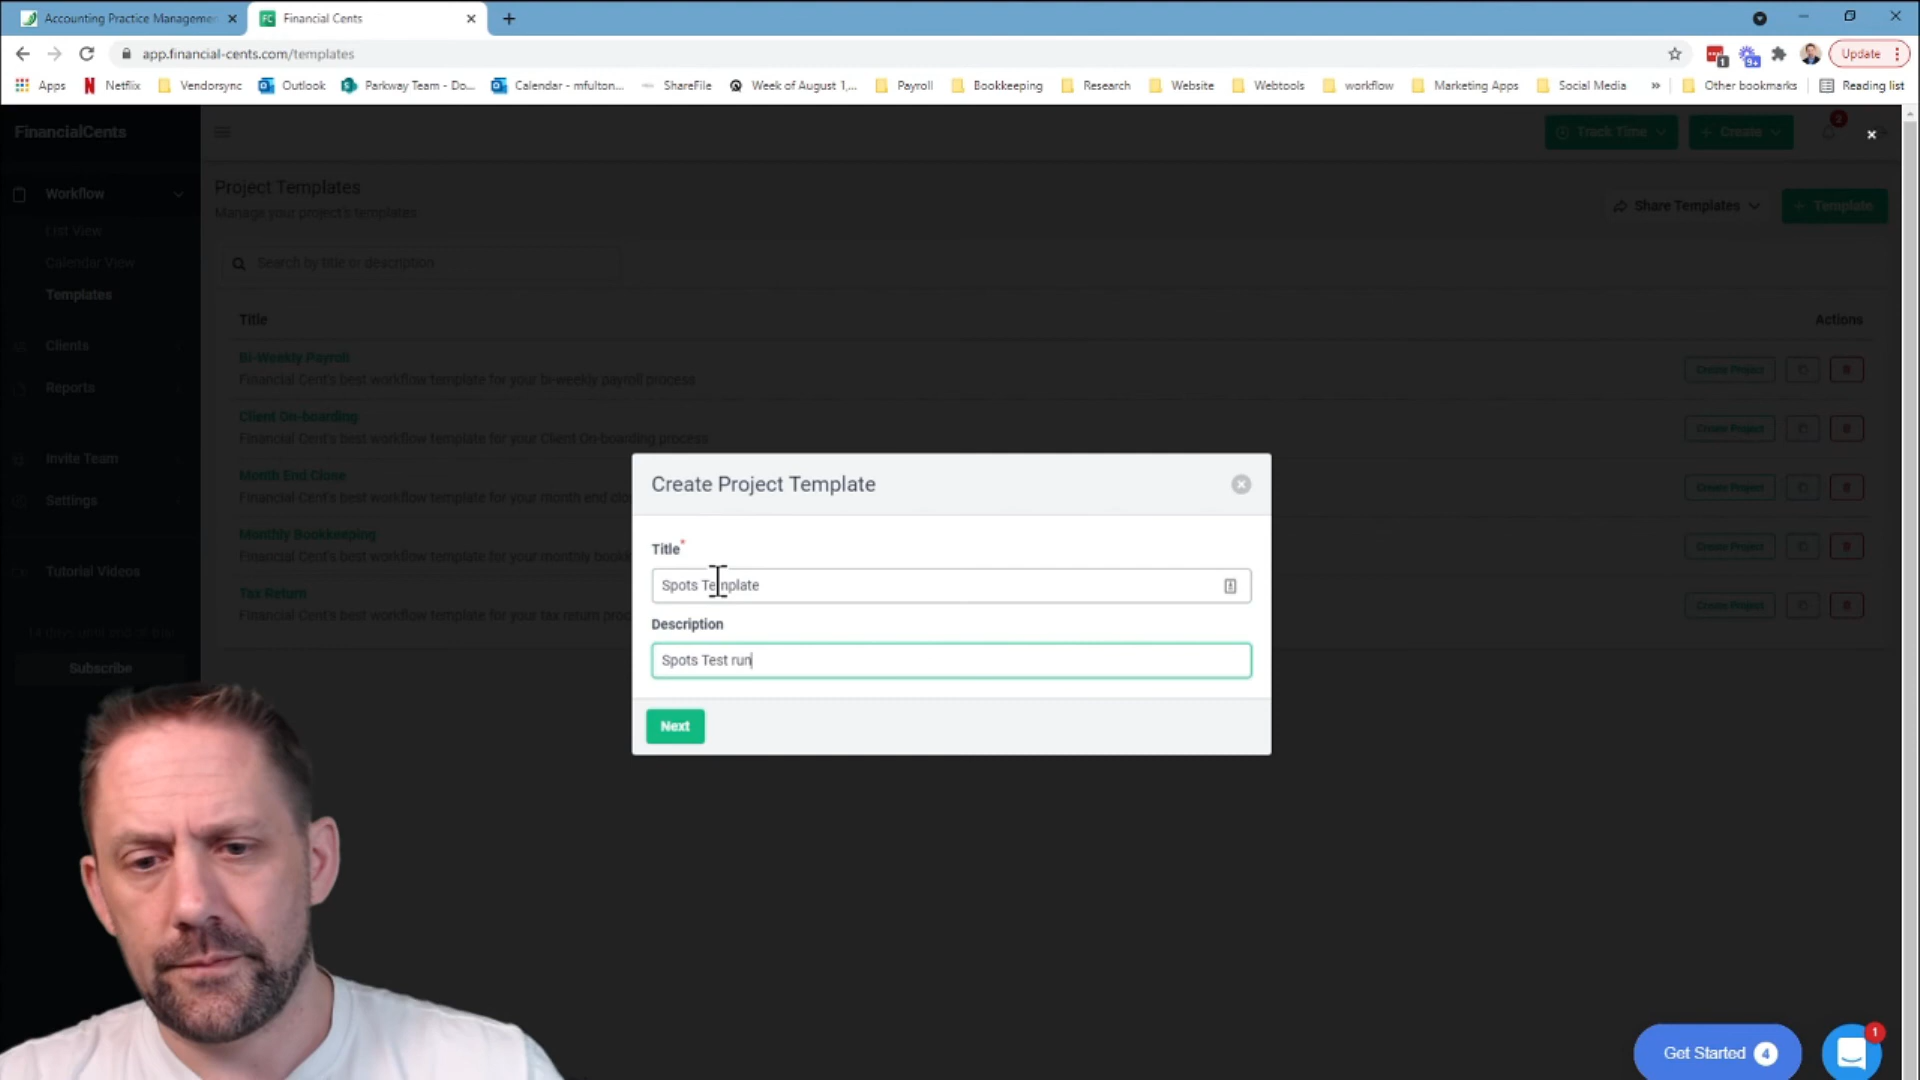 Accounting Practice Managemen
Financial Cents
app.financial-cents.com/templates
Update
Apps
Netflix
Vendorsync
Outlook
Parkway Team - Do...
Calendar - mfulton...
ShareFile
Week of August 1,...
Payroll
Bookkeeping
Research
Website
Webtools
workflow
Marketing Apps
Social Media
»
Other bookmarks
Reading list
1
9+
FinancialCents
Track Time
+ Create
2
Workflow
List View
Calendar View
Templates
Clients
Reports
Invite Team
Settings
Tutorial Videos
14 days until end of trial
Subscribe
Project Templates
Manage your project's templates
Share Templates
+ Template
Search by title or description
Title
Actions
Bi-Weekly Payroll
Financial Cent's best workflow template for your bi-weekly payroll process
Create Project
Client On-boarding
Financial Cent's best workflow template for your Client On-boarding process
Create Project
Month End Close
Financial Cent's best workflow template for your month end clo
Create Project
Monthly Bookkeeping
Financial Cent's best workflow template for your monthly bookk
Create Project
Tax Return
Financial Cent's best workflow template for your tax return proc
Create Project
Create Project Template
Title*
Spots Template
Description
Spots Test run
Next
Get Started 4
1